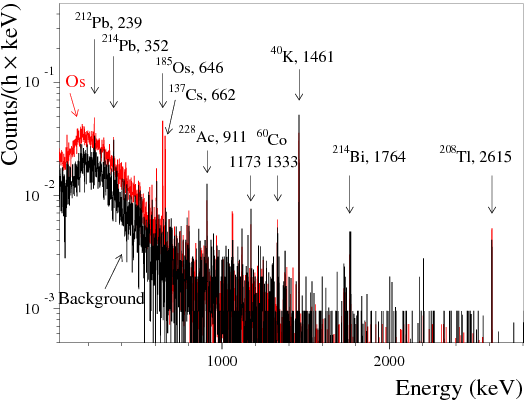 Counts/(h × keV)
²¹²Pb, 239
²¹⁴Pb, 352
⁴⁰K, 1461
¹⁸⁵Os, 646
10⁻¹
Os
¹³⁷Cs, 662
²²⁸Ac, 911
⁶⁰Co
1173 1333
²¹⁴Bi, 1764
²⁰⁸Tl, 2615
10⁻²
Background
10⁻³
1000
2000
Energy (keV)